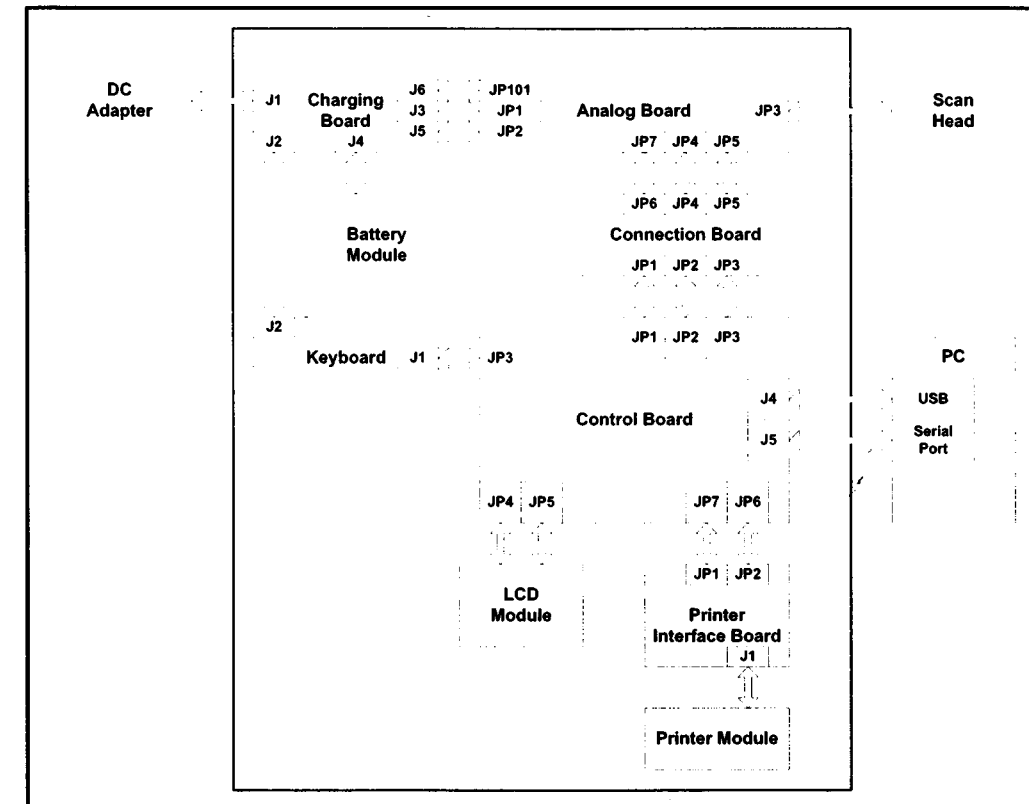 DC
Adapter
J1
Charging
Board
J6
J3
J5
JP101
JP1
JP2
Analog Board
JP3
Scan
Head
J2
J4
JP7 JP4 JP5
JP6 JP4 JP5
Battery
Module
Connection Board
JP1 JP2 JP3
J2
JP1 JP2 JP3
Keyboard
J1
JP3
PC
Control Board
J4
USB
J5
Serial
Port
JP4 JP5
JP7 JP6
JP1 JP2
LCD
Module
Printer
Interface Board
J1
Printer Module